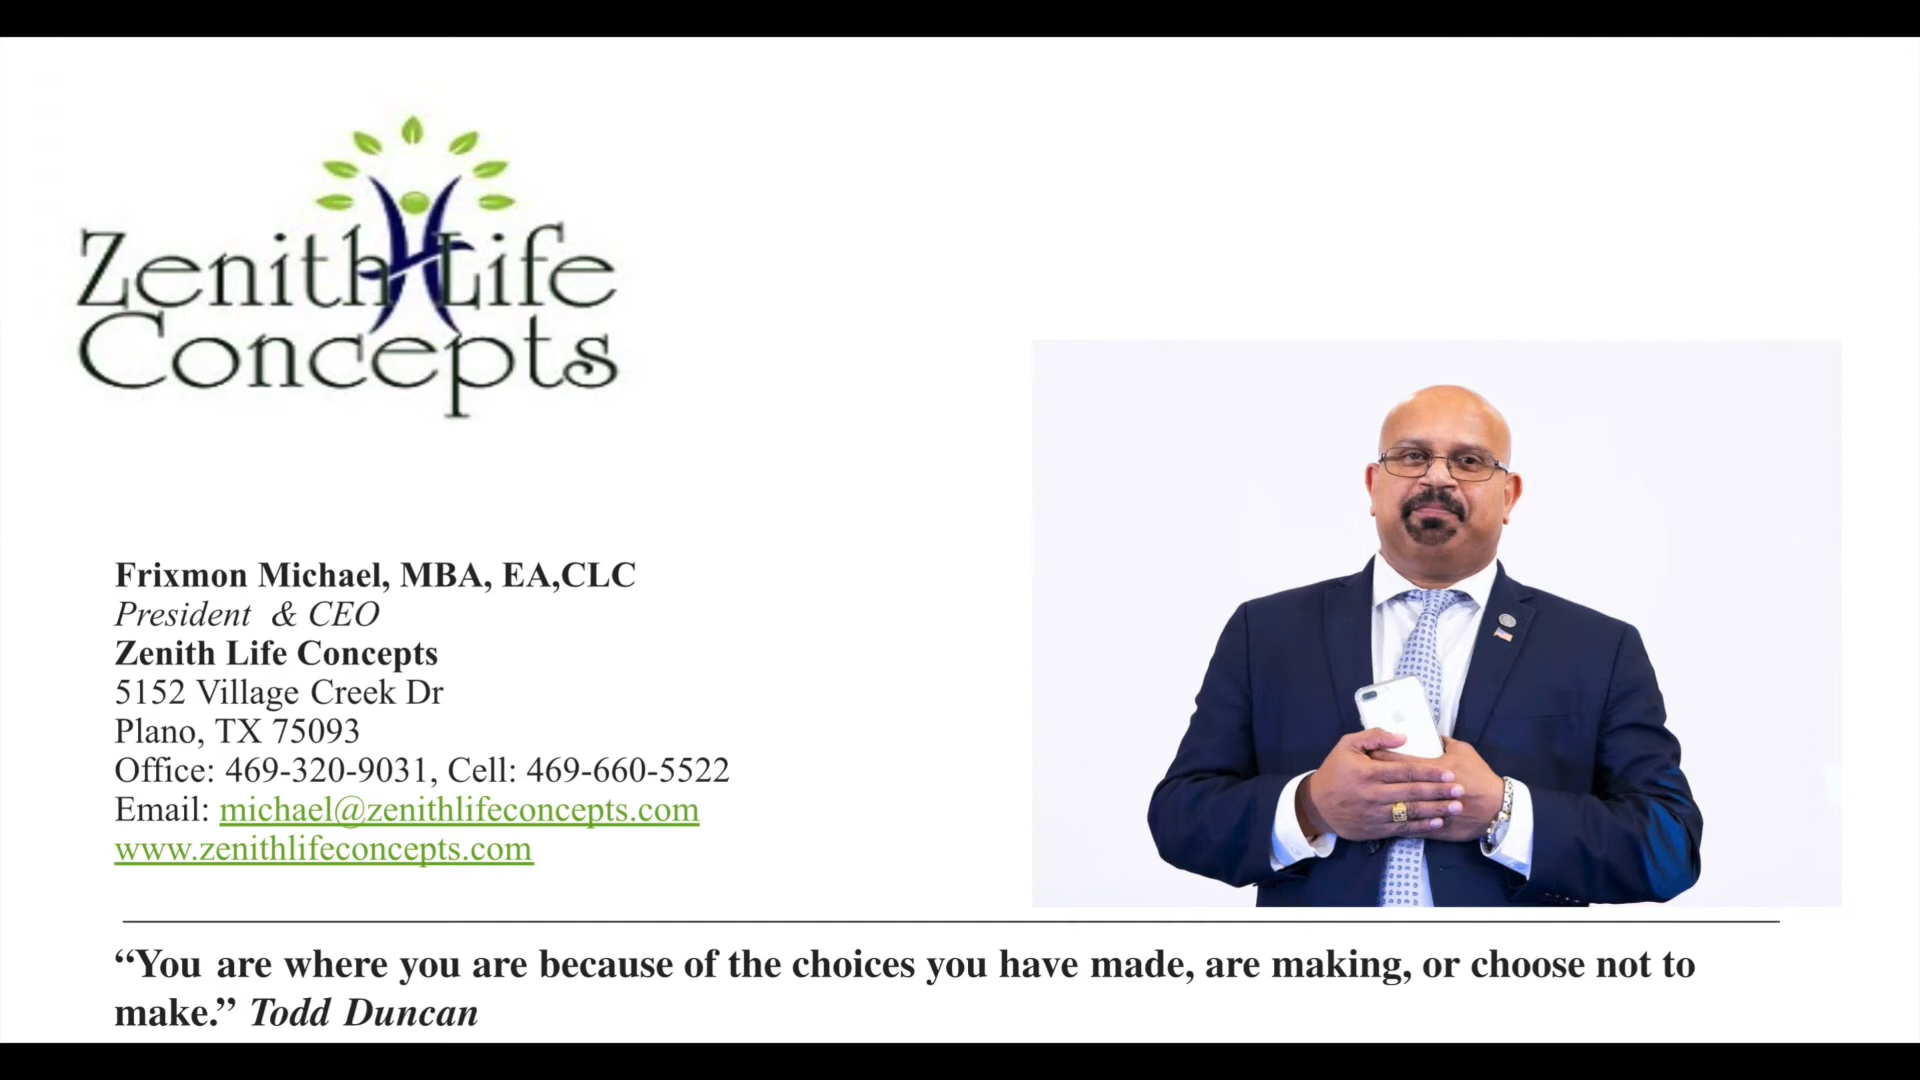 Zenith Life
Concepts
Frixmon Michael, MBA, EA,CLC
President & CEO
Zenith Life Concepts
5152 Village Creek Dr
Plano, TX 75093
Office: 469-320-9031, Cell: 469-660-5522
Email: michael@zenithlifeconcepts.com
www.zenithlifeconcepts.com
“You are where you are because of the choices you have made, are making, or choose not to
make.” Todd Duncan